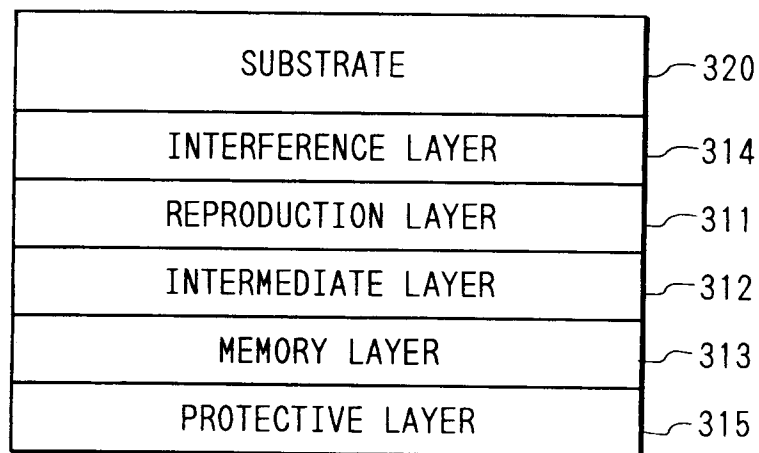 SUBSTRATE 320
INTERFERENCE LAYER 314
REPRODUCTION LAYER 311
INTERMEDIATE LAYER 312
MEMORY LAYER 313
PROTECTIVE LAYER 315